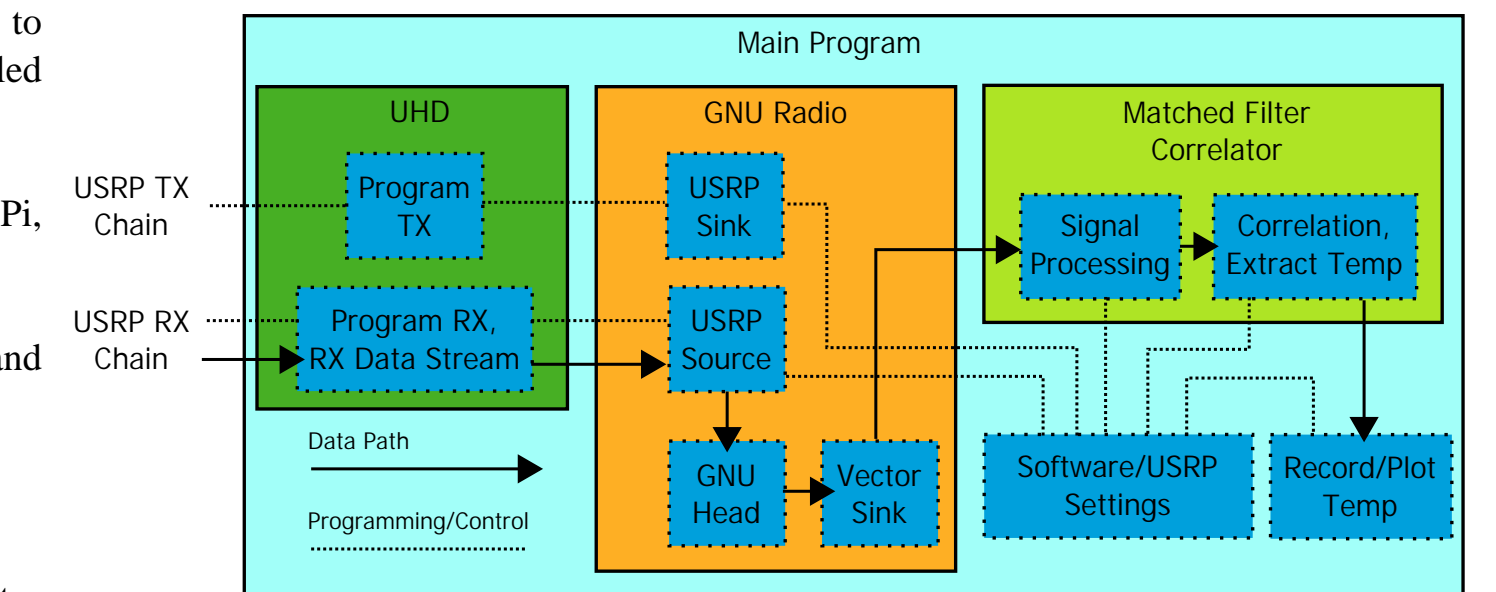 to
led
Pi,
and
Main Program
UHD
GNU Radio
Matched Filter
Correlator
USRP TX
Chain
Program
TX
USRP
Sink
Signal
Processing
Correlation,
Extract Temp
USRP RX
Chain
Program RX,
RX Data Stream
USRP
Source
Data Path
Programming/Control
GNU
Head
Vector
Sink
Software/USRP
Settings
Record/Plot
Temp